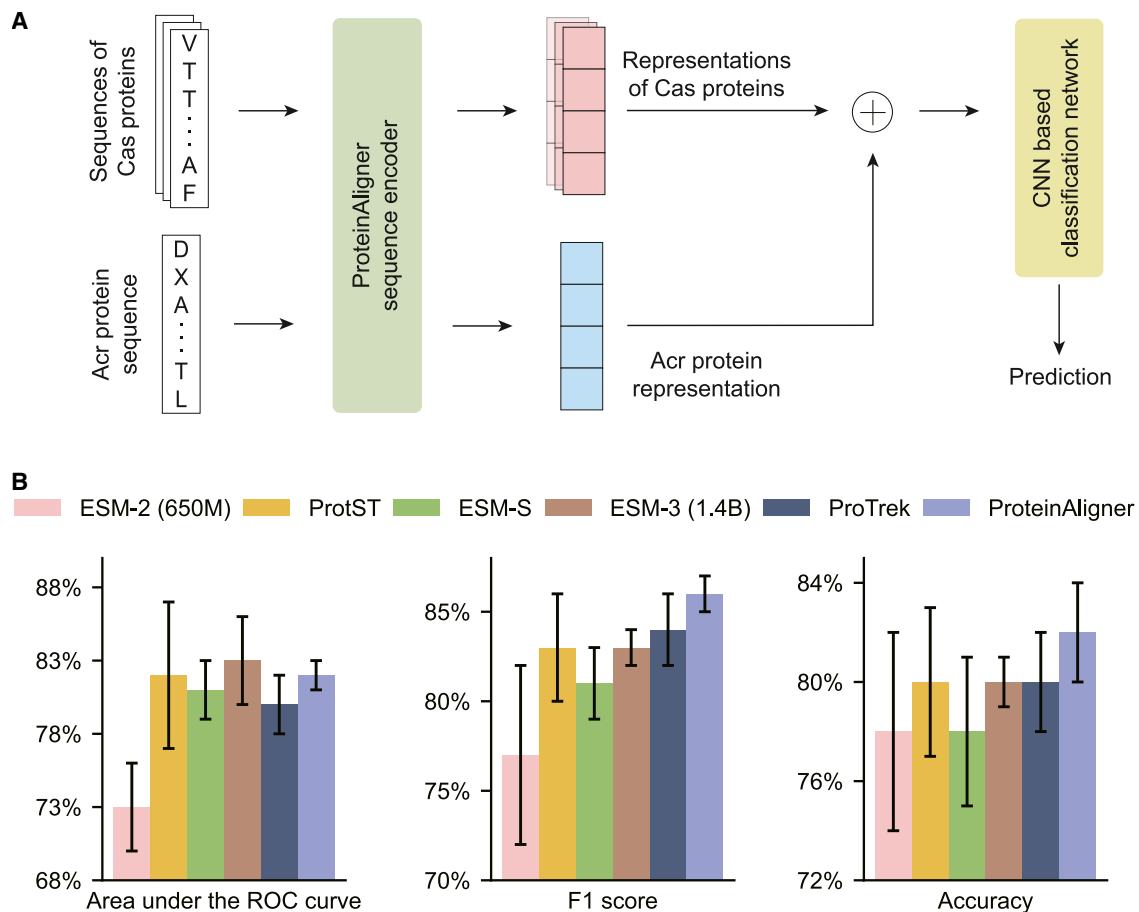 A
Sequences of
Cas proteins
V
T
T
A
F
ProteinAligner
sequence encoder
Representations
of Cas proteins
+
CNN based
classification network
Acr protein
sequence
D
X
A
T
L
Acr protein
representation
Prediction
B
ESM-2 (650M) ProtST ESM-S ESM-3 (1.4B) ProTrek ProteinAligner
88%
83%
78%
73%
68%
Area under the ROC curve
85%
80%
75%
70%
F1 score
84%
80%
76%
72%
Accuracy